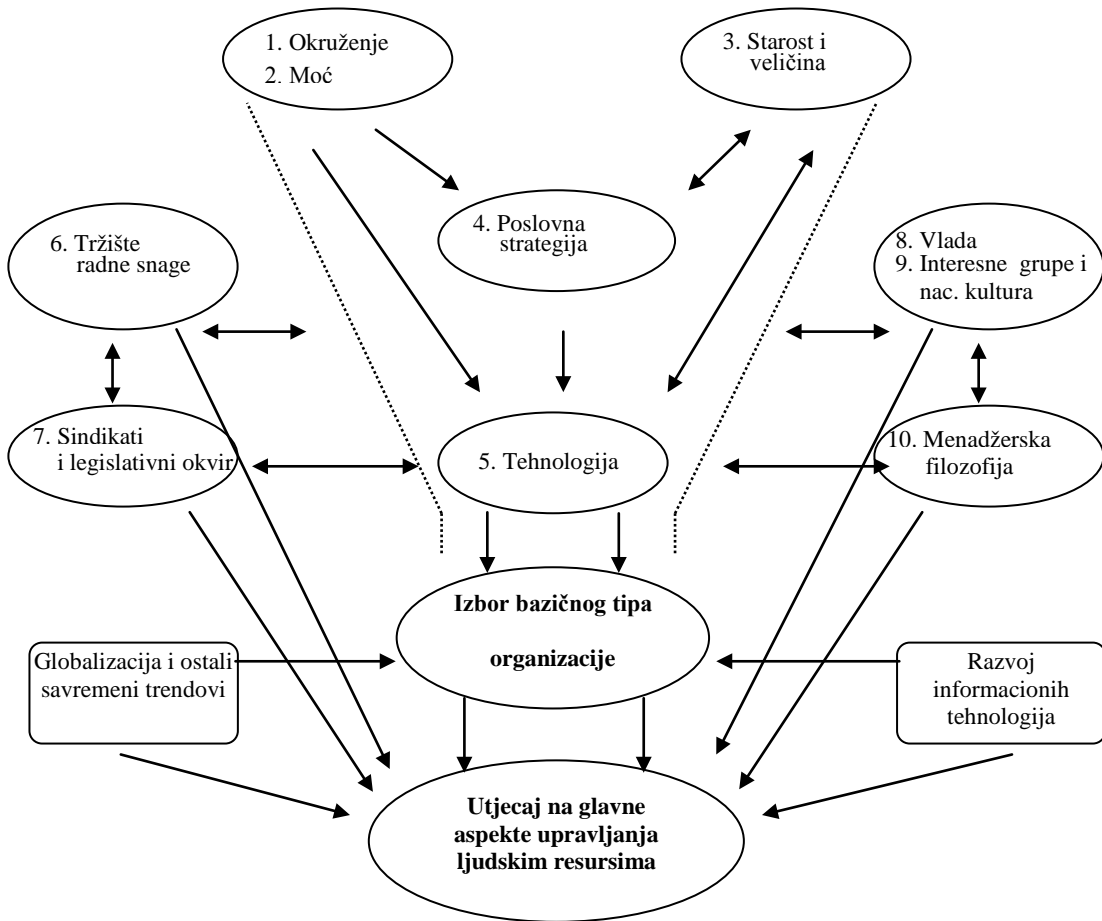 1. Okruženje
2. Moć
3. Starost i
veličina
4. Poslovna
strategija
6. Tržište
radne snage
8. Vlada
9. Interesne grupe i
nac. kultura
7. Sindikati
i legislativni okvir
5. Tehnologija
10. Menadžerska
filozofija
Izbor bazičnog tipa
organizacije
Globalizacija i ostali
savremeni trendovi
Razvoj
informacionih
tehnologija
Utjecaj na glavne
aspekte upravljanja
ljudskim resursima